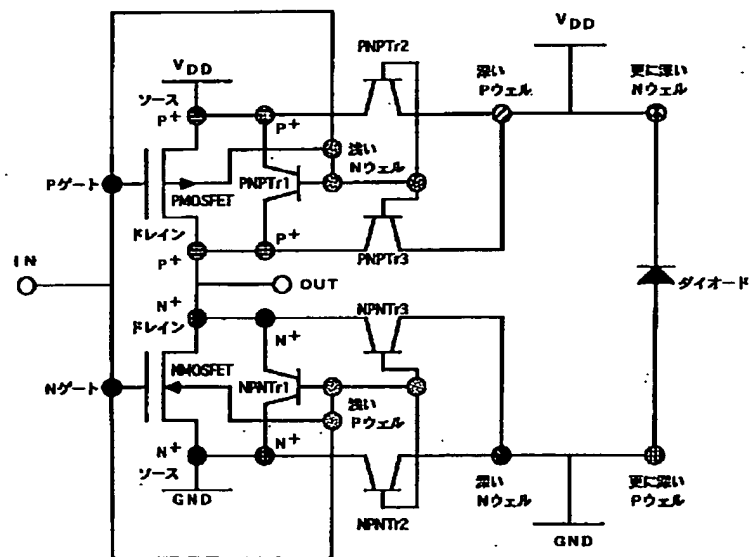 PNPTr2
VDD
VDD
深い
Pウェル
更に深い
Nウェル
ソース
P+
P+
浅い
Nウェル
Pゲート
PNPTr1
PMOSFET
ドレイン
P+
P+
PNPTr3
IN
OUT
ダイオード
N+
NPNTr3
ドレイン
N+
NMOSFET
Nゲート
NPNTr1
浅い
Pウェル
N+
N+
ソース
GND
深い
Nウェル
更に深い
Pウェル
NPNTr2
GND